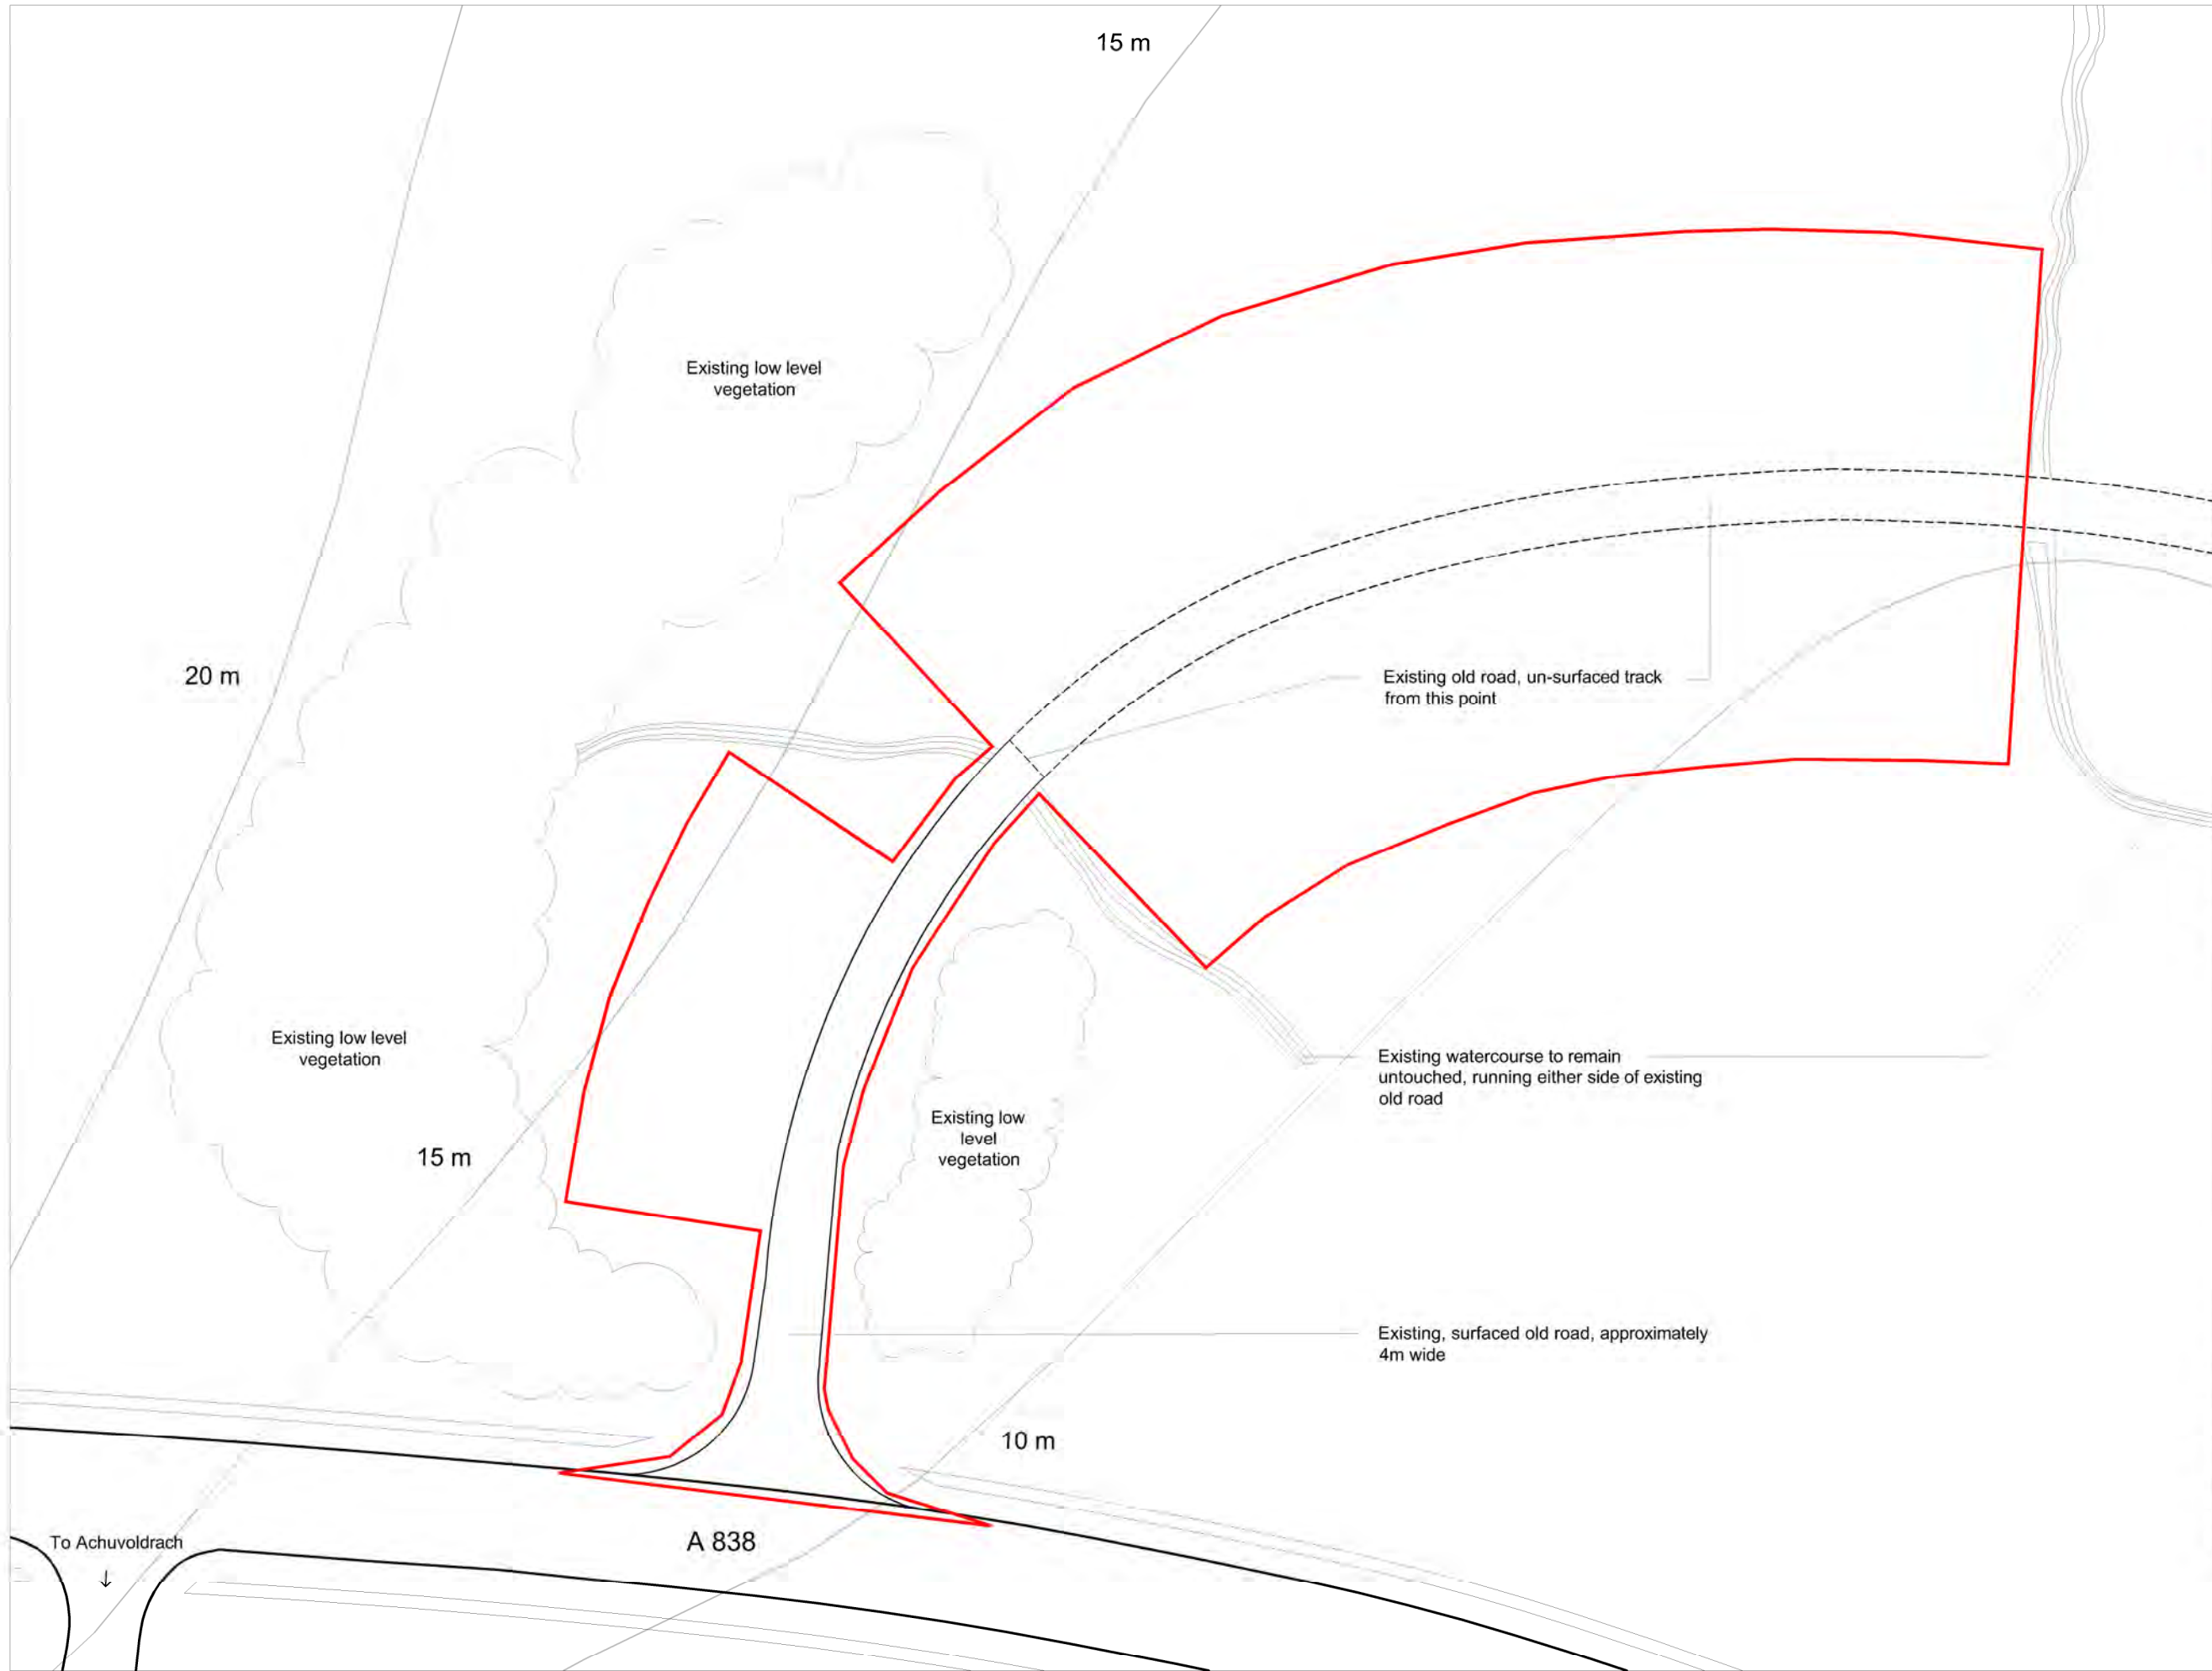 15 m
Existing low level
vegetation
20 m
Existing old road, un-surfaced track
from this point
Existing low level
vegetation
Existing watercourse to remain
untouched, running either side of existing
old road
Existing low
level
vegetation
15 m
Existing, surfaced old road, approximately
4m wide
10 m
A 838
To Achuvoldrach
↓